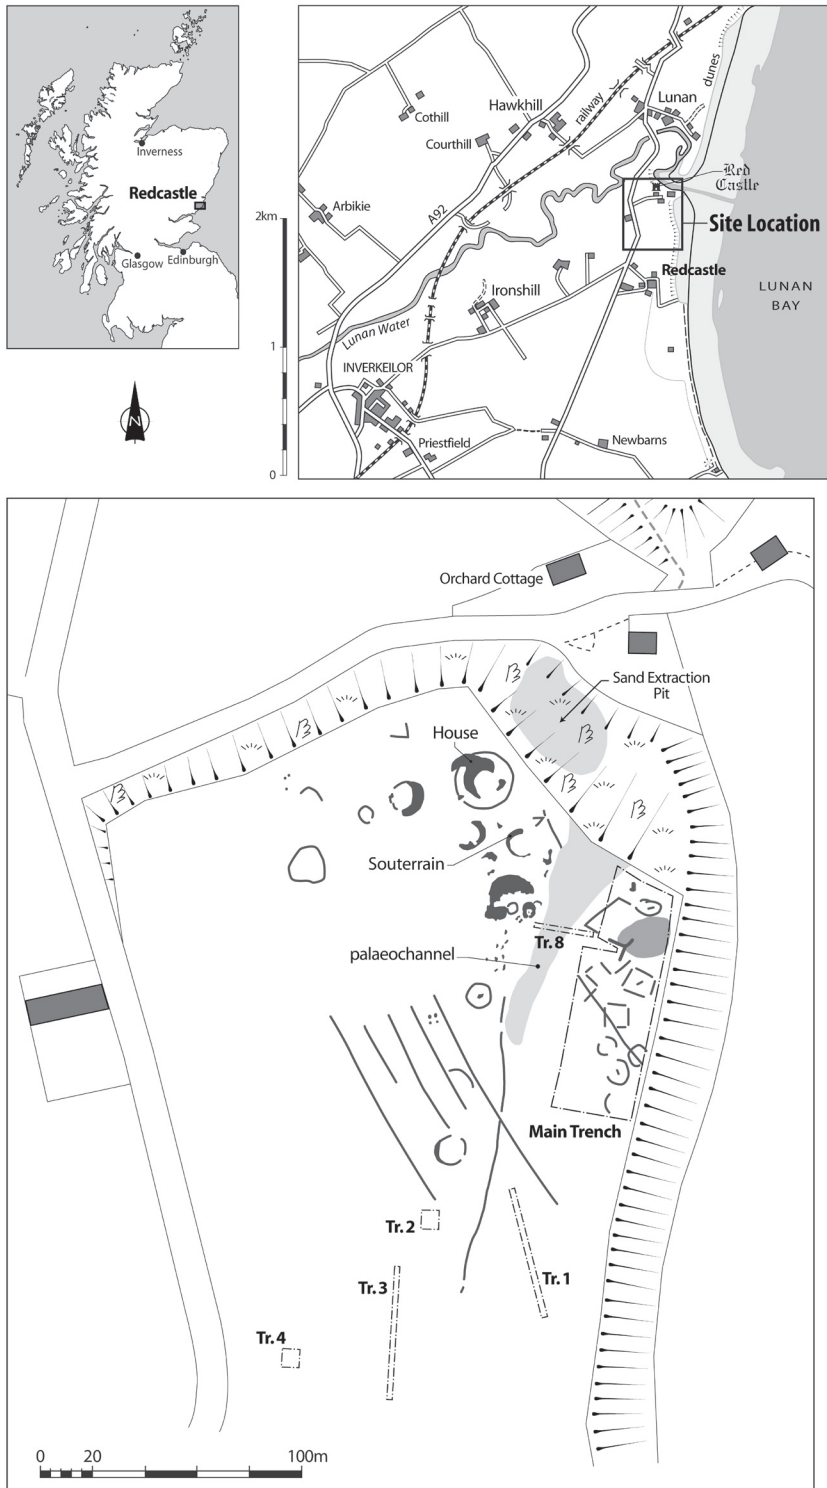 Inverness
Redcastle
Glasgow
Edinburgh
N
2km
1
0
dunes
Lunan
Hawkhill
railway
Cothill
Courthill
Red
Castle
Arbikie
A92
Site Location
Redcastle
Ironshill
LUNAN
BAY
Lunan Water
INVERKEILOR
Priestfield
Newbarns
Orchard Cottage
Sand Extraction
Pit
House
Souterrain
Tr. 8
palaeochannel
Main Trench
Tr. 2
Tr. 1
Tr. 3
Tr. 4
0 20 100m